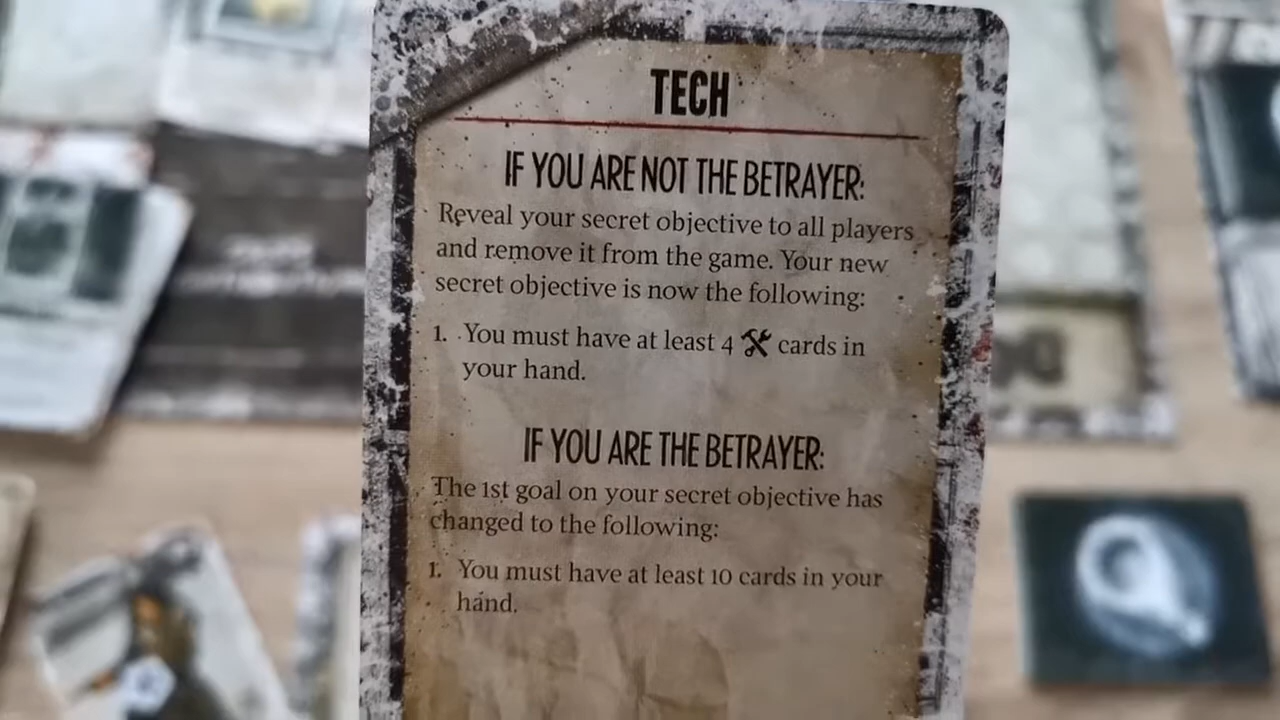 TECH
IF YOU ARE NOT THE BETRAYER:
Reveal your secret objective to all players
and remove it from the game. Your new
secret objective is now the following:
1. You must have at least 4 cards in
your hand.
IF YOU ARE THE BETRAYER:
The 1st goal on your secret objective has
changed to the following:
1. You must have at least 10 cards in your
hand.